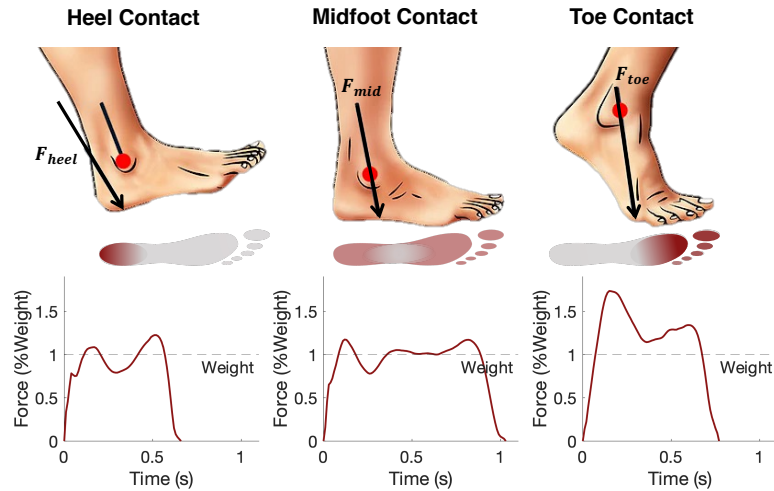 Heel Contact
Midfoot Contact
Toe Contact
F_heel
F_mid
F_toe
Force (%Weight)
1.5
1
0.5
0
Weight
0
0.5
1
Time (s)
Force (%Weight)
1.5
1
0.5
0
Weight
0
0.5
1
Time (s)
Force (%Weight)
1.5
1
0.5
0
Weight
0
0.5
1
Time (s)